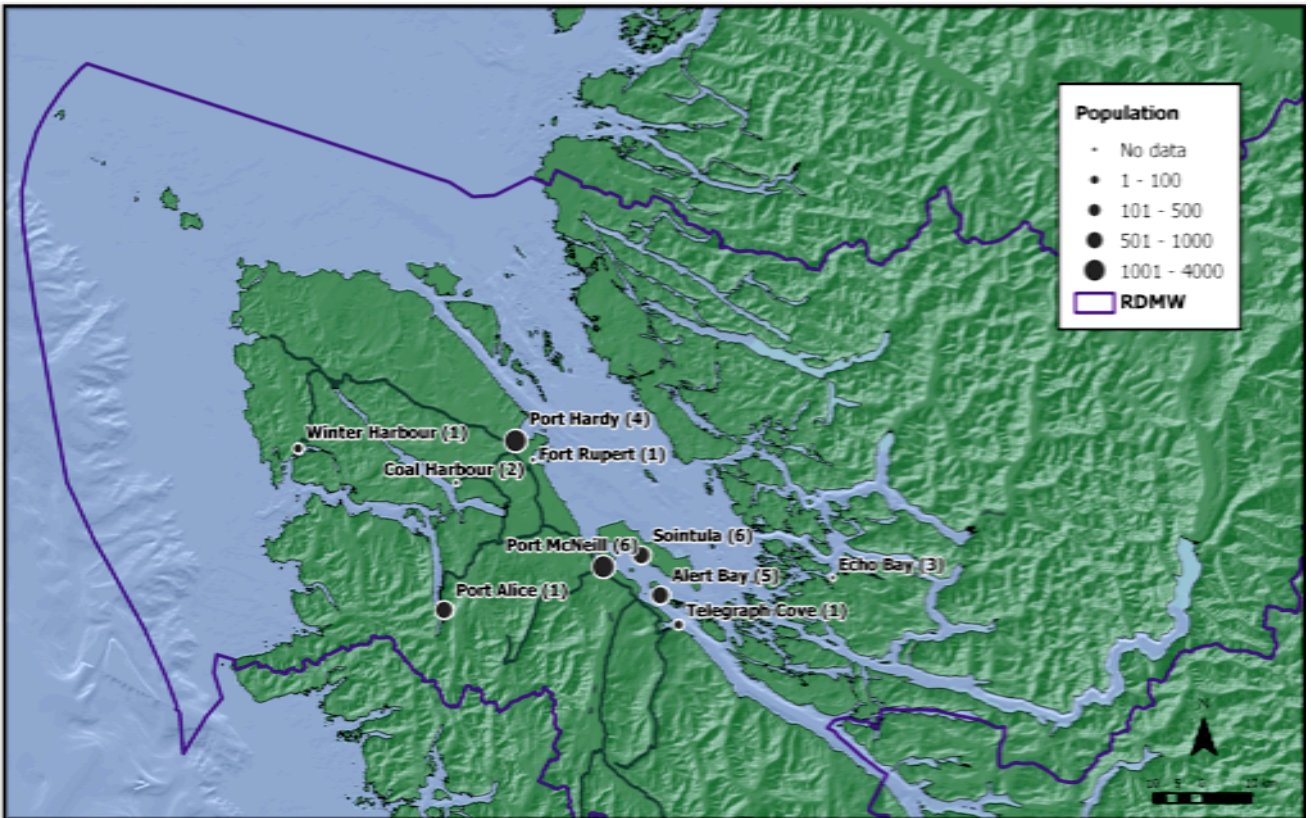 Population
No data
1 - 100
101 - 500
501 - 1000
1001 - 4000
RDMW
Port Hardy (4)
Winter Harbour (1)
Fort Rupert (1)
Coal Harbour (2)
Sointula (6)
Port McNeill (6)
Echo Bay (3)
Alert Bay (5)
Port Alice (1)
Telegraph Cove (1)
N